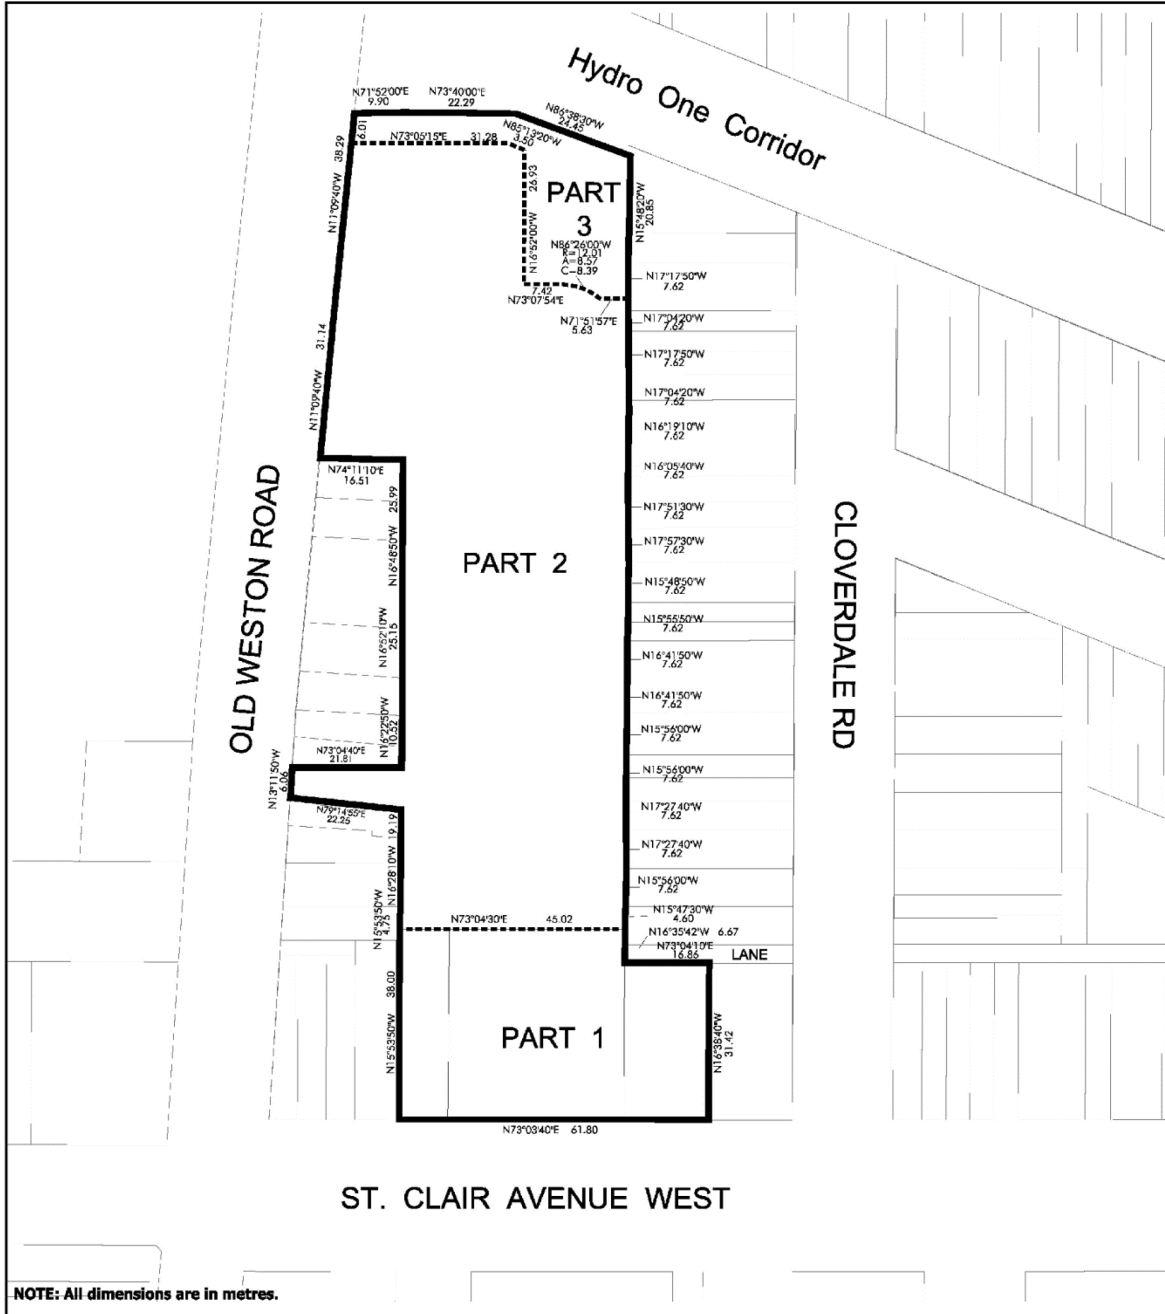 Hydro One Corridor
N71°52'00"E
9.90
N73°40'00"E
22.29
N86°38'30"W
24.45
6.01
N73°05'15"E 31.28
N85°13'20"W
3.50
38.29
N11°09'40"W
26.93
N16°52'00"W
PART
3
N86°26'00"W
R=12.01
A=8.57
C=8.39
N15°48'20"W
20.85
7.42
N73°07'54"E
N71°51'57"E
5.63
N17°17'50"W
7.62
N17°04'20"W
7.62
N17°17'50"W
7.62
N17°04'20"W
7.62
N16°19'10"W
7.62
N16°05'40"W
7.62
N17°51'30"W
7.62
N17°57'30"W
7.62
N15°48'50"W
7.62
N15°55'50"W
7.62
N16°41'50"W
7.62
N16°41'50"W
7.62
N15°56'00"W
7.62
N15°56'00"W
7.62
N17°27'40"W
7.62
N17°27'40"W
7.62
N15°56'00"W
7.62
N15°47'30"W
4.60
N16°35'42"W 6.67
N73°04'10"E
16.86
LANE
31.14
N11°09'40"W
N74°11'10"E
16.51
25.99
N16°48'50"W
N16°52'10"W
25.15
N16°22'50"W
10.52
PART 2
OLD WESTON ROAD
CLOVERDALE RD
N73°04'40"E
21.81
N13°11'50"W
6.06
N79°14'55"E
22.25
19.19
N16°28'10"W
N15°53'50"W
4.75
N73°04'30"E 45.02
38.00
N15°53'50"W
PART 1
N16°38'40"W
31.42
N73°03'40"E 61.80
ST. CLAIR AVENUE WEST
NOTE: All dimensions are in metres.